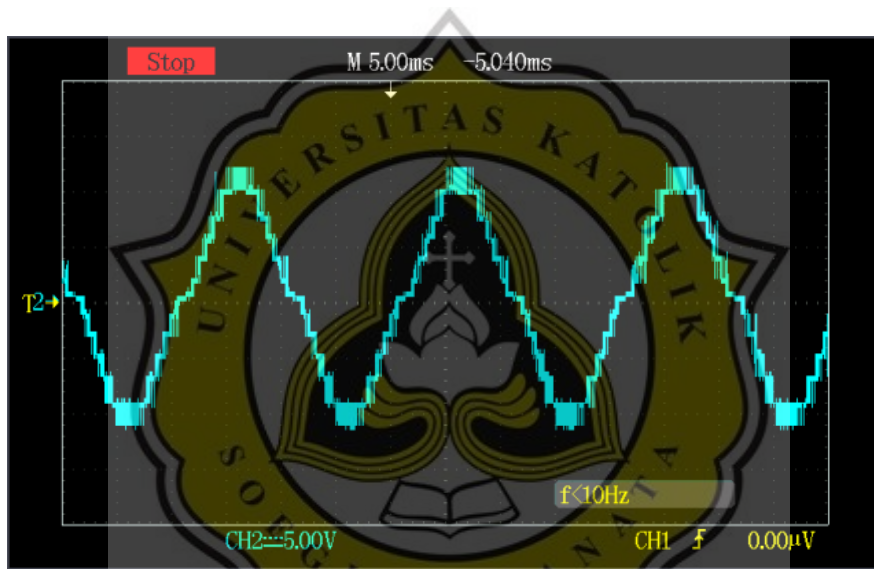 Stop M 5.00ms -5.040ms
UNIVERSITAS KATOLIK
T2
f<10Hz
CH2 5.00V CH1 0.00µV